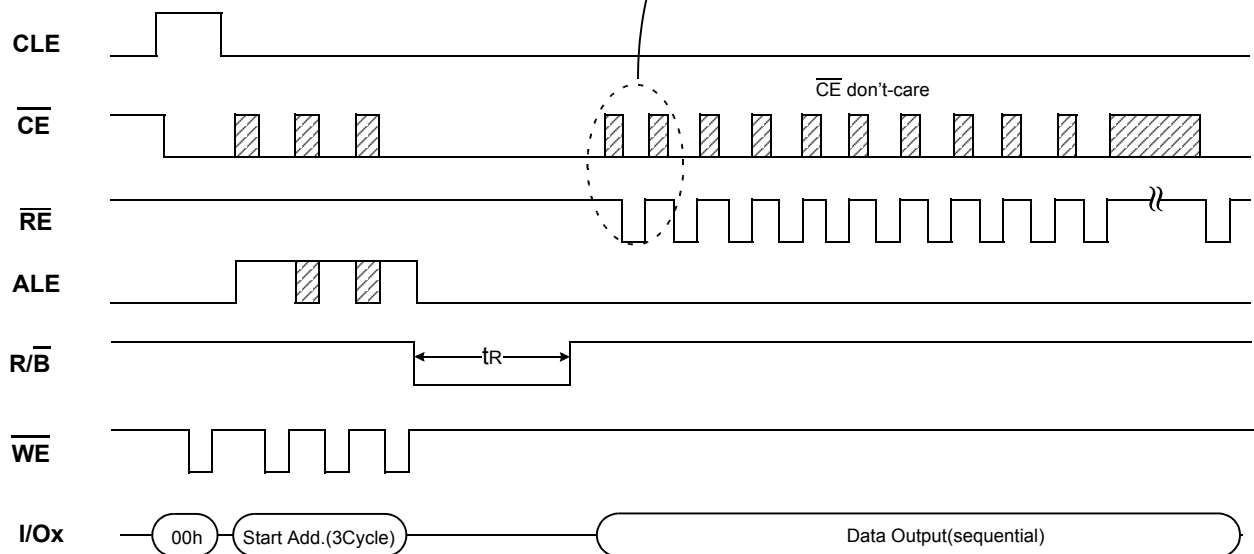 CLE
CE
CE don't-care
RE
ALE
R/B
tR
WE
I/Ox
00h
Start Add.(3Cycle)
Data Output(sequential)